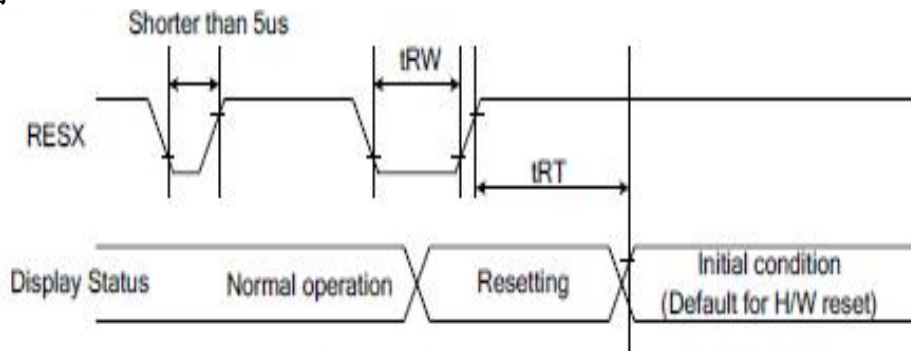 Shorter than 5us
tRW
RESX
tRT
Display Status
Normal operation
Resetting
Initial condition
(Default for H/W reset)